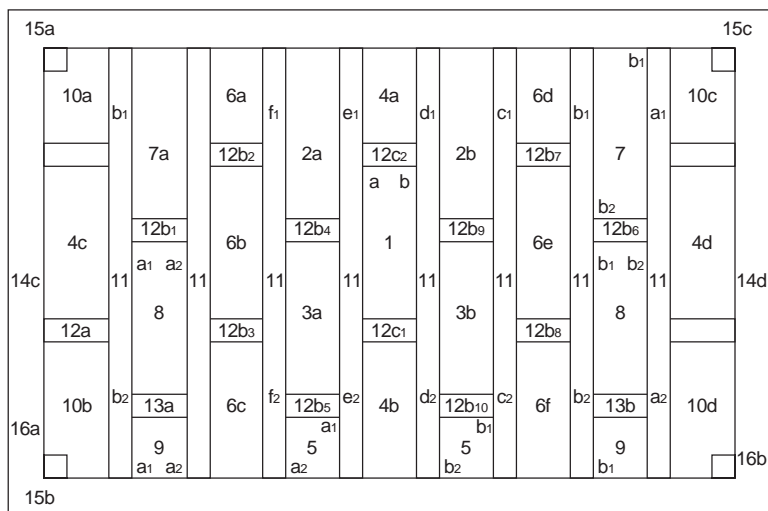 15a 15c
b1
10a 6a 4a 6d 10c
b1 f1 e1 d1 c1 b1 a1
7a 12b2 2a 12c2 2b 12b7 7
a b
b2
12b1 12b4 12b9 12b6
4c 6b 1 6e 4d
a1 a2 b1 b2
14c 11 11 11 11 11 11 11 11 14d
8 3a 3b 8
12a 12b3 12c1 12b8
b2 f2 e2 d2 c2 b2 a2
10b 13a 6c 12b5 4b 12b10 6f 13b 10d
16a a1 b1
9 5 5 9 16b
a1 a2 a2 b2 b1
15b